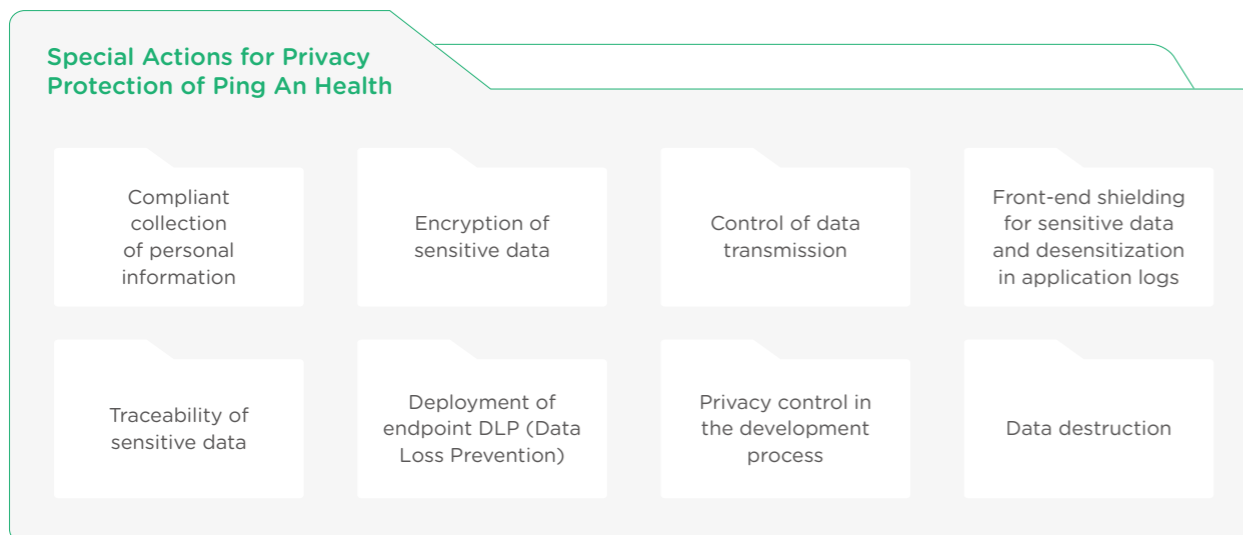 Special Actions for Privacy
Protection of Ping An Health
Compliant
collection
of personal
information
Encryption of
sensitive data
Control of data
transmission
Front-end shielding
for sensitive data
and desensitization
in application logs
Traceability of
sensitive data
Deployment of
endpoint DLP (Data
Loss Prevention)
Privacy control in
the development
process
Data destruction